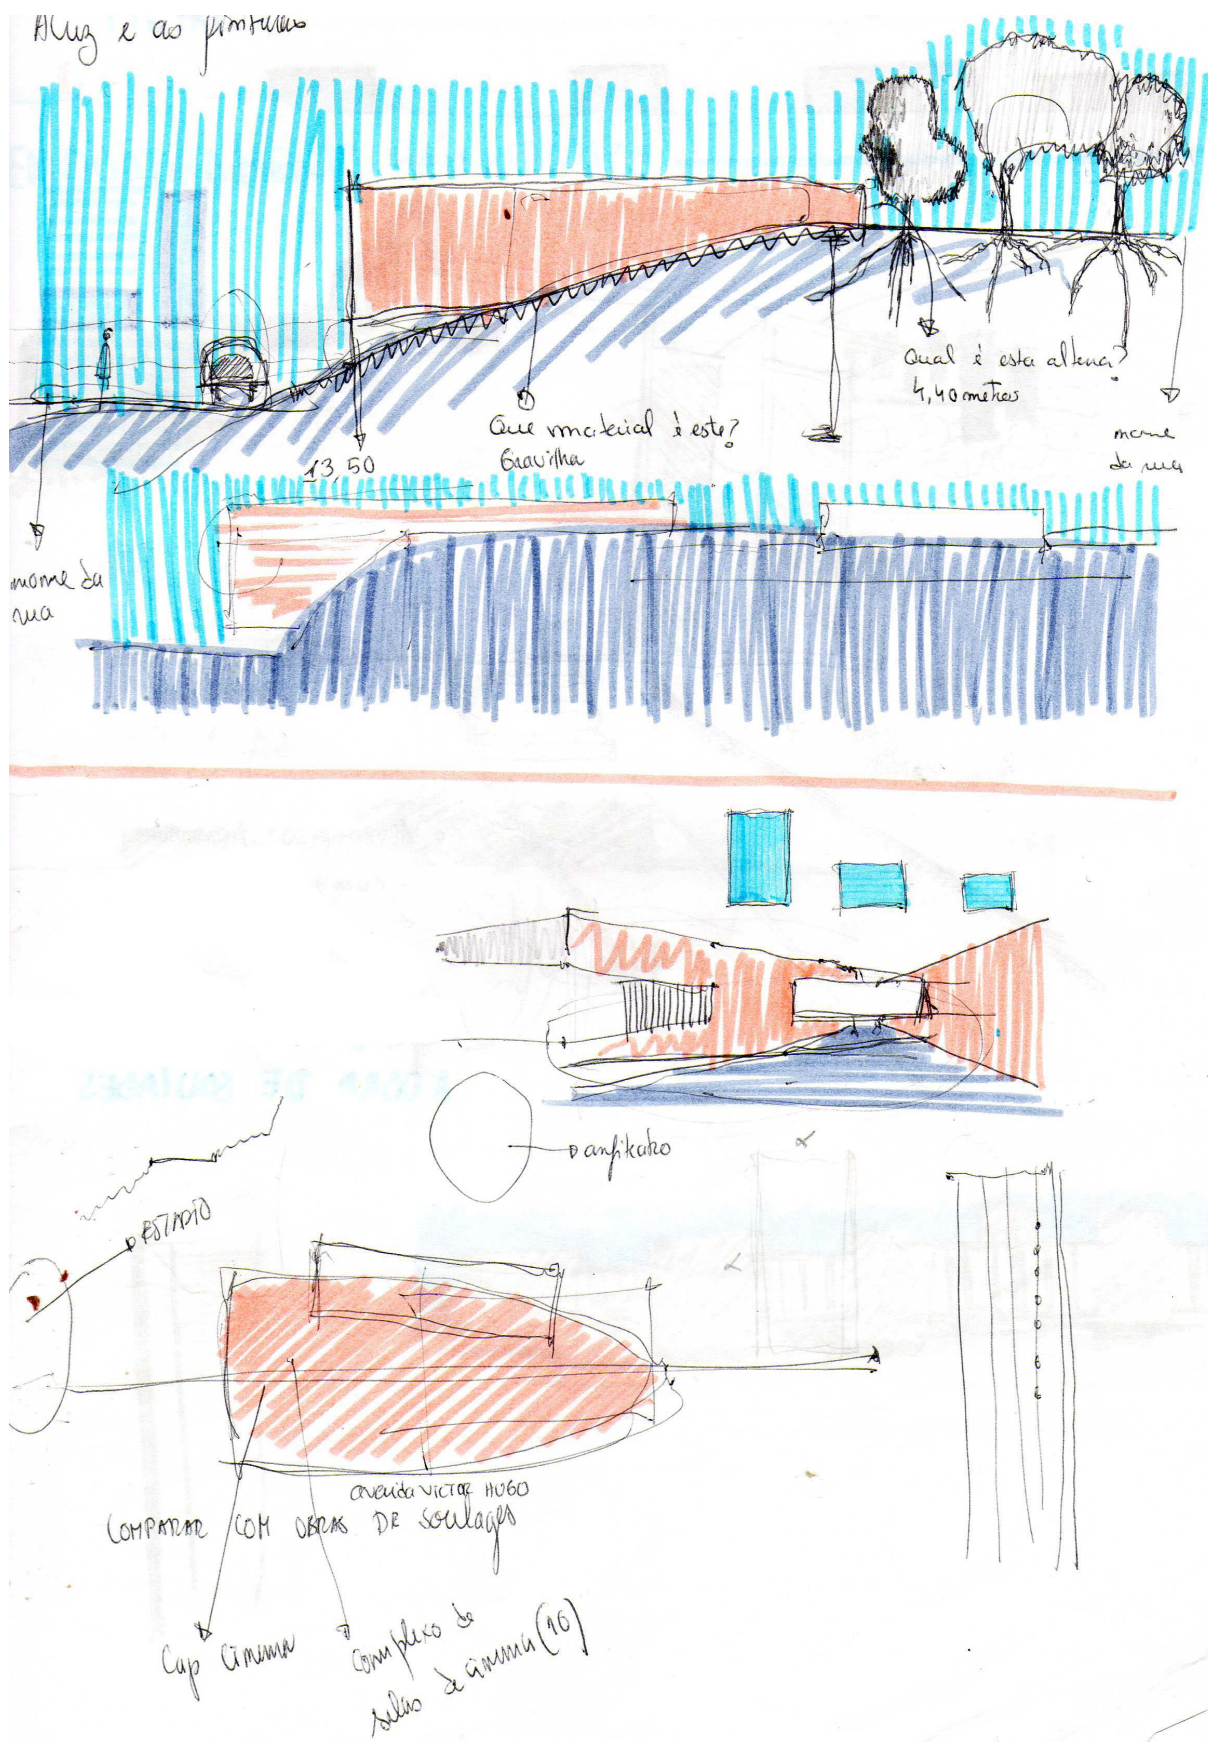 A luz e as pinturas
Qual é esta altura?
4,40 metros
Que material é este?
Gravilha
13,50
nome
da rua
nome da
rua
anfiteatro
ESTADIO
avenida VICTOR HUGO
COMPARAR COM OBRAS DE Soulages
Cap Cinema
Complexo de
salas de cinema (10)